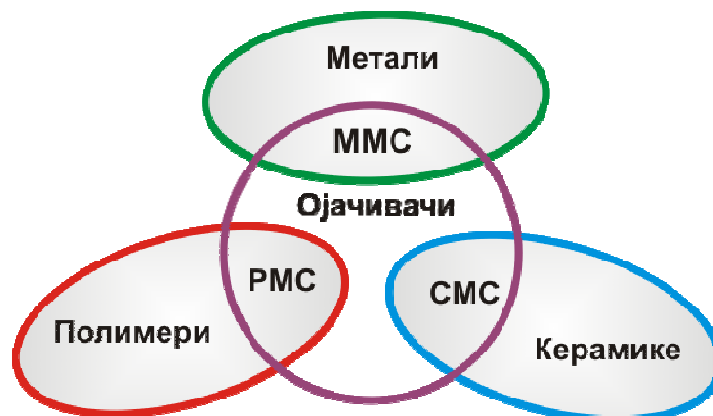 Метали
ММС
Ојачивачи
РМС
СМС
Полимери
Керамике